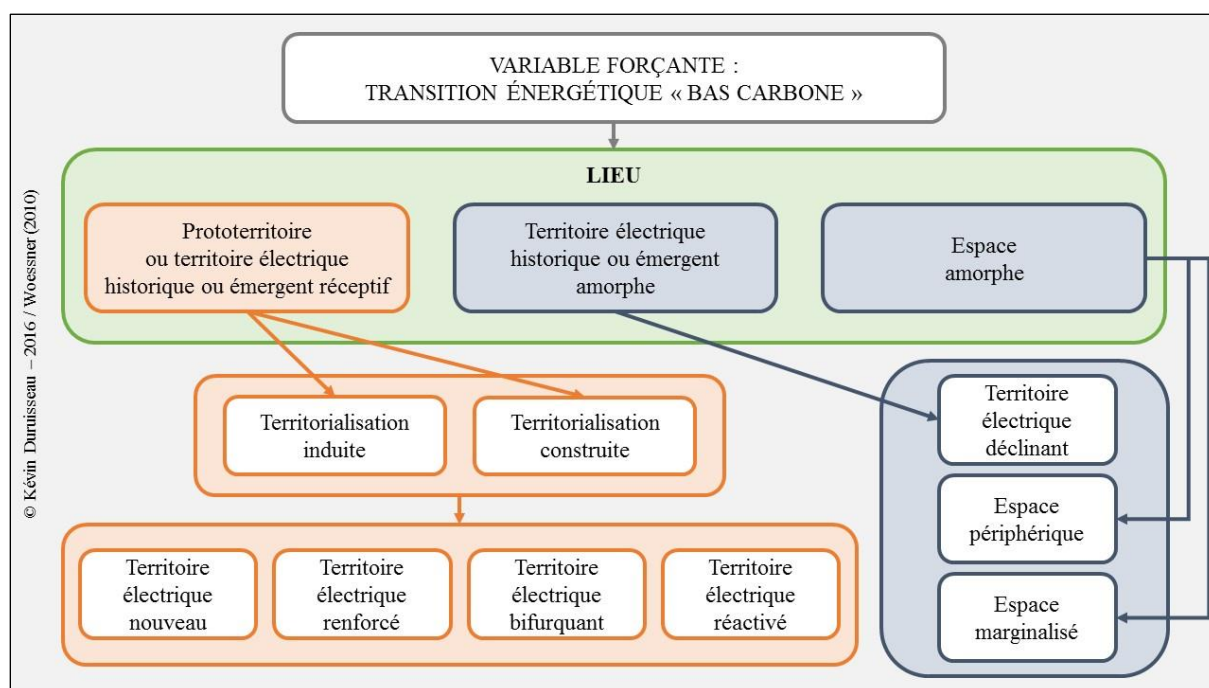 VARIABLE FORÇANTE :
TRANSITION ÉNERGÉTIQUE « BAS CARBONE »
LIEU
Prototerritoire
ou territoire électrique
historique ou émergent réceptif
Territoire électrique
historique ou émergent
amorphe
Espace
amorphe
Territorialisation
induite
Territorialisation
construite
Territoire
électrique
déclinant
Espace
périphérique
Espace
marginalisé
Territoire
électrique
nouveau
Territoire
électrique
renforcé
Territoire
électrique
bifurquant
Territoire
électrique
réactivé
© Kévin Duruisseau – 2016 / Woessner (2010)